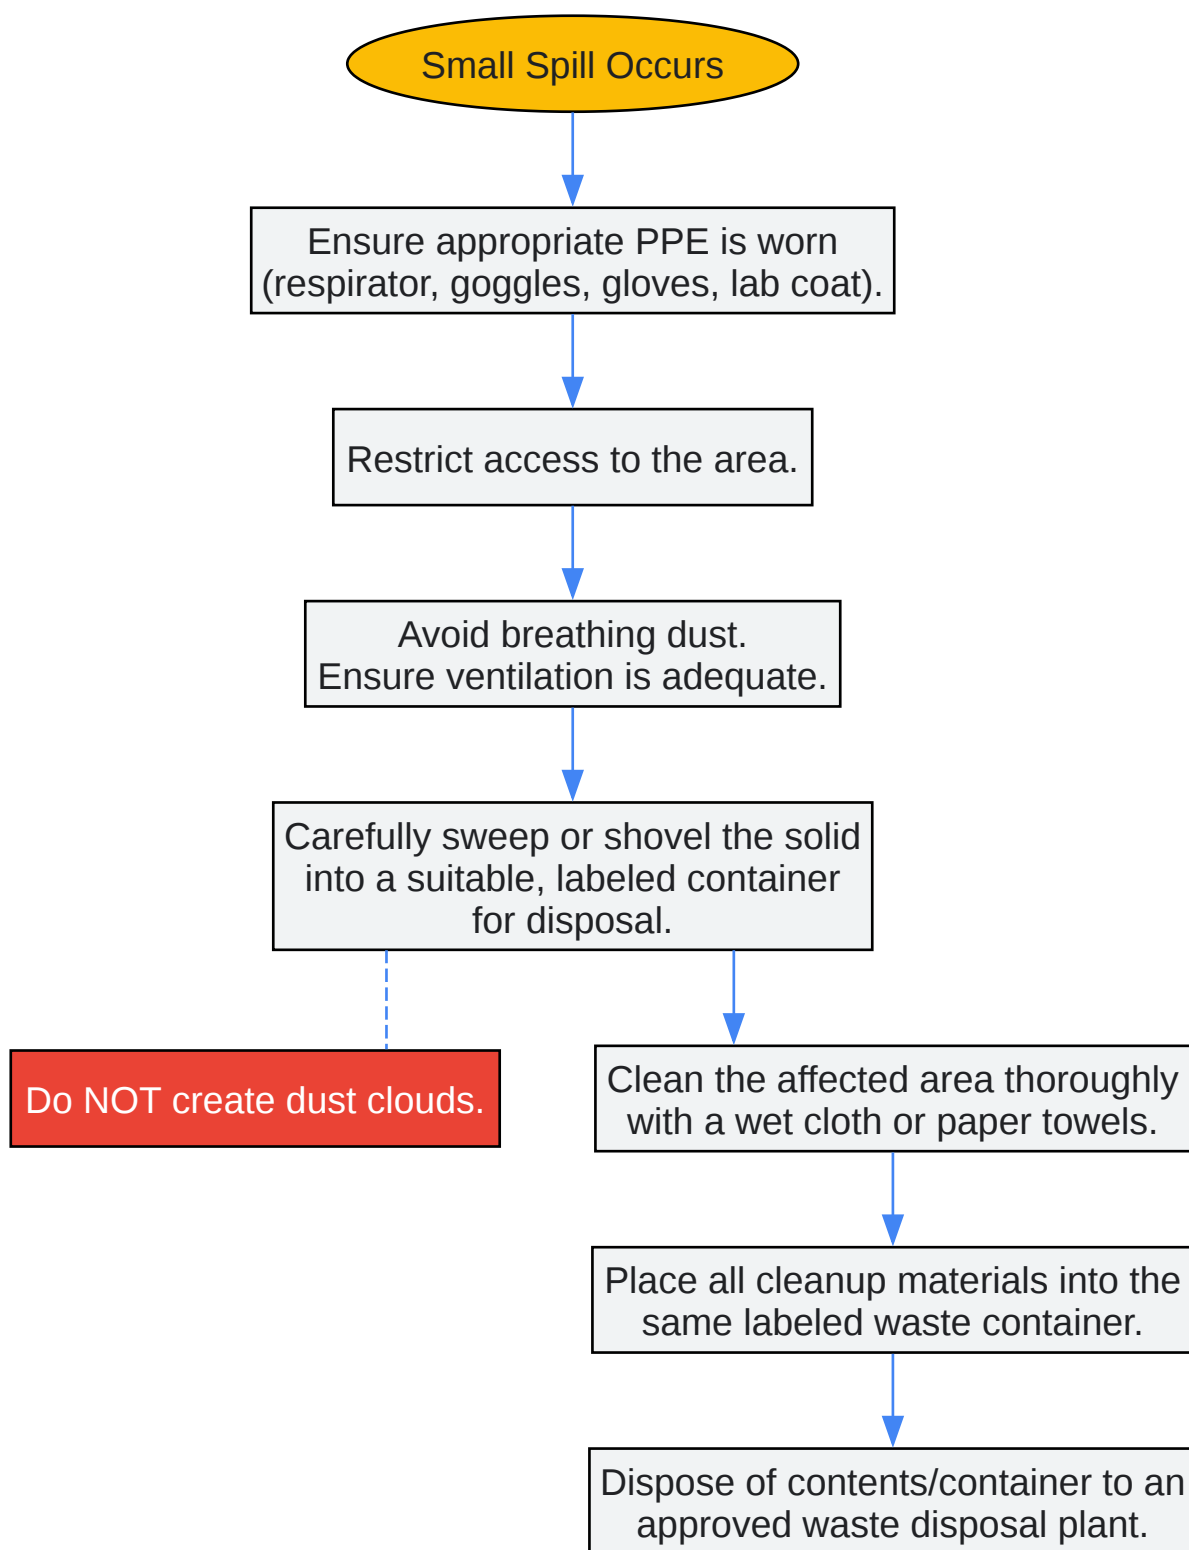 Small Spill Occurs
Ensure appropriate PPE is worn
(respirator, goggles, gloves, lab coat).
Restrict access to the area.
Avoid breathing dust.
Ensure ventilation is adequate.
Carefully sweep or shovel the solid
into a suitable, labeled container
for disposal.
Do NOT create dust clouds.
Clean the affected area thoroughly
with a wet cloth or paper towels.
Place all cleanup materials into the
same labeled waste container.
Dispose of contents/container to an
approved waste disposal plant.